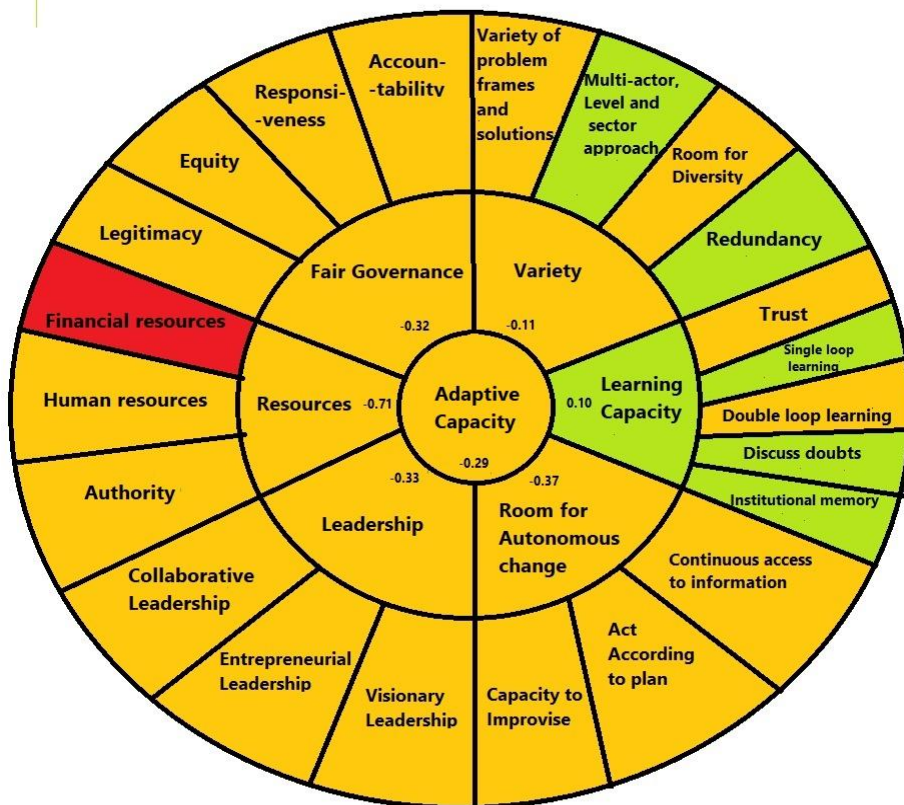 Variety of
problem
frames
and
solutions
Multi-actor,
Level and
sector
approach
Room for
Diversity
Redundancy
Trust
Single loop
learning
Double loop learning
Discuss doubts
Institutional memory
Continuous access
to information
Act
According
to plan
Capacity to
Improvise
Visionary
Leadership
Entrepreneurial
Leadership
Collaborative
Leadership
Authority
Human resources
Financial resources
Legitimacy
Equity
Responsi-
-veness
Accoun-
-tability
Fair Governance
-0.32
Variety
-0.11
Learning
Capacity
0.10
Room for
Autonomous
change
-0.37
Leadership
-0.33
Resources
-0.71
Adaptive
Capacity
-0.29